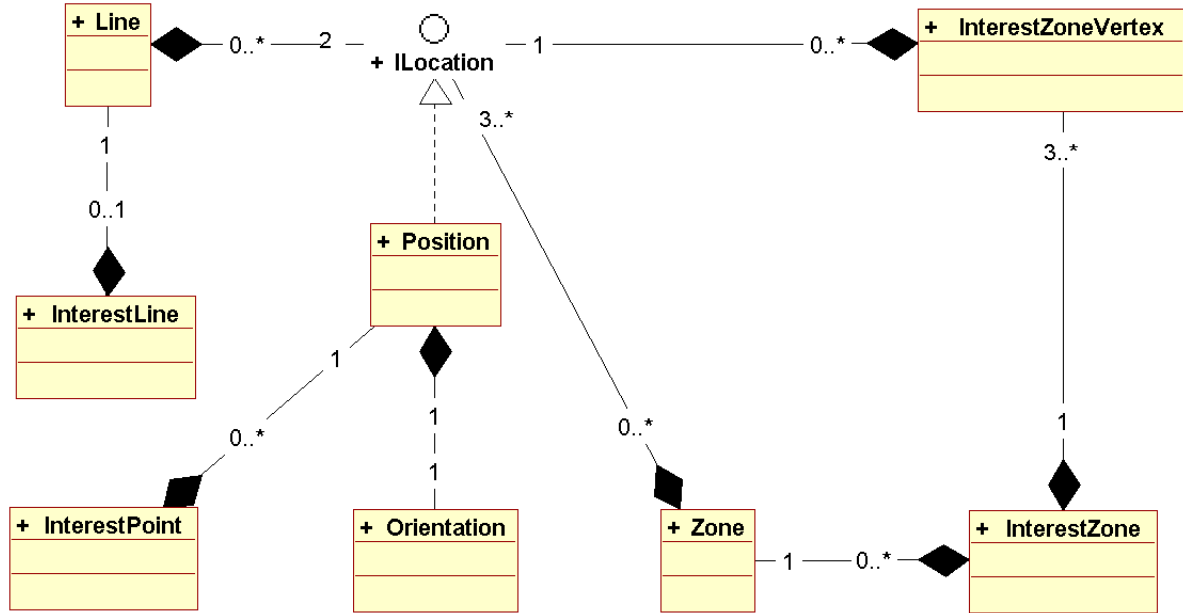 + Line
0..*
2
+ ILocation
1
0..*
+ InterestZoneVertex
1
3..*
3..*
0..1
+ Position
+ InterestLine
1
0..*
1
0..*
1
1
+ InterestPoint
+ Orientation
+ Zone
1
0..*
+ InterestZone